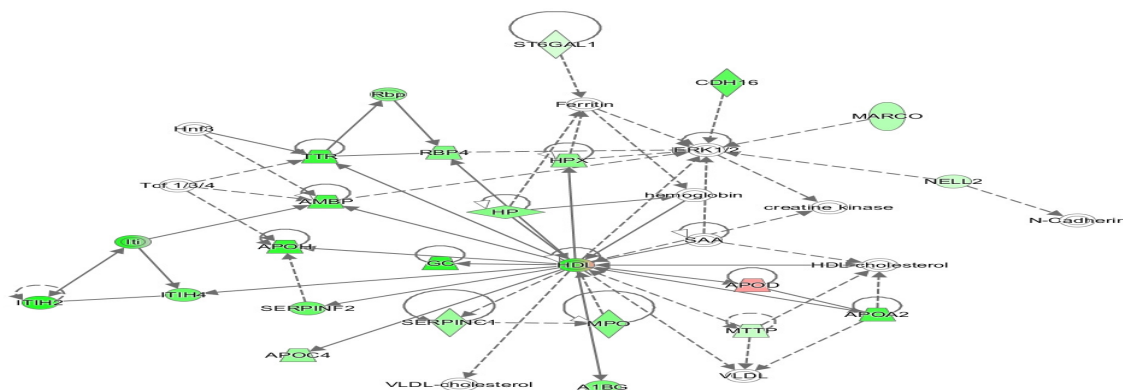 ST6GAL1
CDH16
Rbp
Ferritin
MARCO
Hnf3
TTR
RBP4
HPX
ERK1/2
Tcf 1/3/4
NELL2
AMBP
HP
hemoglobin
creatine kinase
N-Cadherin
Iti
APOH
SAA
GC
HDL
HDL-cholesterol
ITIH2
ITIH4
APOD
SERPINF2
SERPINC1
MPO
MTTP
APOA2
APOC4
VLDL
VLDL-cholesterol
A1BG